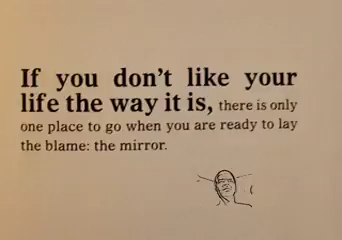 If you don't like your
life the way it is, there is only
one place to go when you are ready to lay
the blame: the mirror.